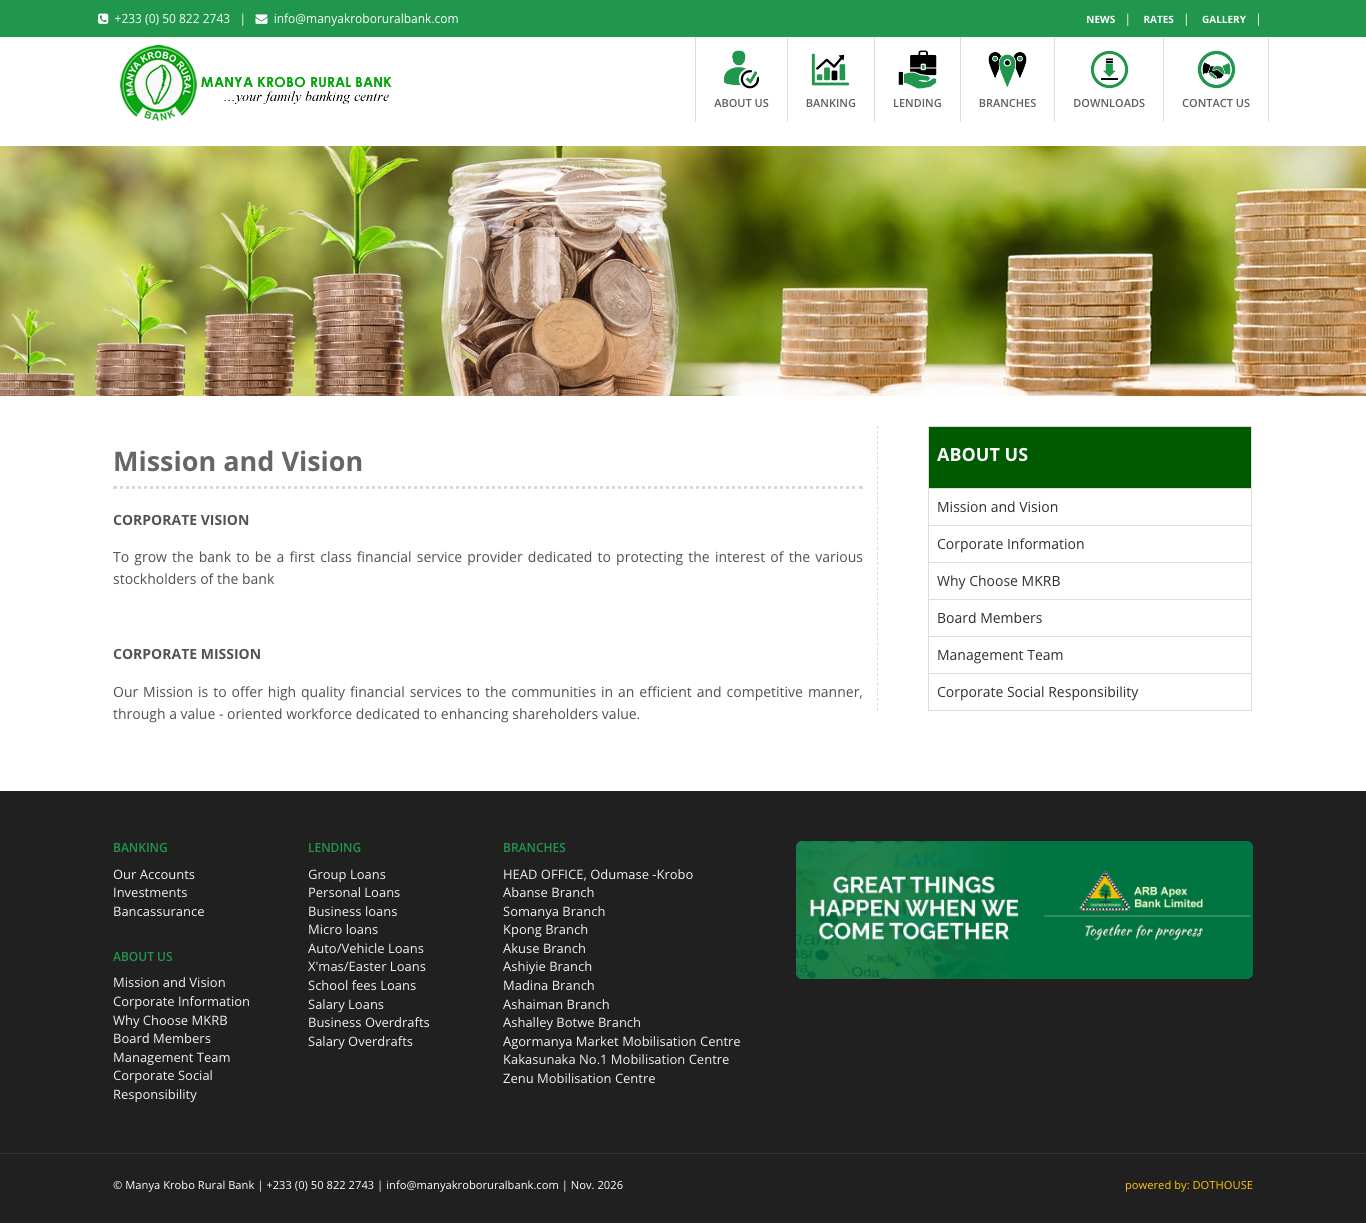 +233 (0) 50 822 2743 | info@manyakroboruralbank.com
NEWS | RATES | GALLERY |
MANYA KROBO RURAL
BANK
MANYA KROBO RURAL BANK
...your family banking centre
ABOUT US
BANKING
LENDING
BRANCHES
DOWNLOADS
CONTACT US
Mission and Vision
CORPORATE VISION
To grow the bank to be a first class financial service provider dedicated to protecting the interest of the various
stockholders of the bank
CORPORATE MISSION
Our Mission is to offer high quality financial services to the communities in an efficient and competitive manner,
through a value - oriented workforce dedicated to enhancing shareholders value.
ABOUT US
Mission and Vision
Corporate Information
Why Choose MKRB
Board Members
Management Team
Corporate Social Responsibility
BANKING
Our Accounts
Investments
Bancassurance
ABOUT US
Mission and Vision
Corporate Information
Why Choose MKRB
Board Members
Management Team
Corporate Social
Responsibility
LENDING
Group Loans
Personal Loans
Business loans
Micro loans
Auto/Vehicle Loans
X'mas/Easter Loans
School fees Loans
Salary Loans
Business Overdrafts
Salary Overdrafts
BRANCHES
HEAD OFFICE, Odumase -Krobo
Abanse Branch
Somanya Branch
Kpong Branch
Akuse Branch
Ashiyie Branch
Madina Branch
Ashaiman Branch
Ashalley Botwe Branch
Agormanya Market Mobilisation Centre
Kakasunaka No.1 Mobilisation Centre
Zenu Mobilisation Centre
GREAT THINGS
HAPPEN WHEN WE
COME TOGETHER
ARB Apex
Bank Limited
Together for progress
© Manya Krobo Rural Bank | +233 (0) 50 822 2743 | info@manyakroboruralbank.com | Nov. 2026
powered by: DOTHOUSE